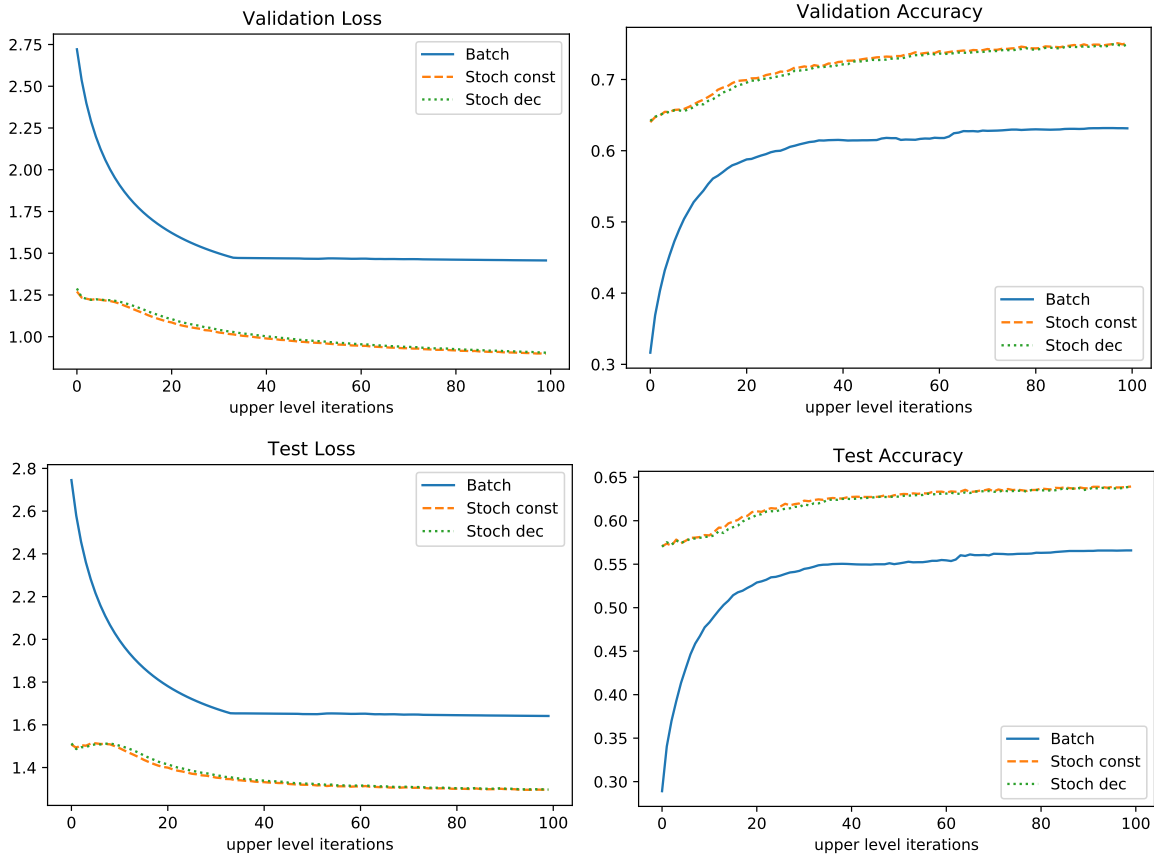 Validation Loss
2.75
2.50
2.25
2.00
1.75
1.50
1.25
1.00
0 20 40 60 80 100
upper level iterations
Batch
Stoch const
Stoch dec
Validation Accuracy
0.7
0.6
0.5
0.4
0.3
0 20 40 60 80 100
upper level iterations
Batch
Stoch const
Stoch dec
Test Loss
2.8
2.6
2.4
2.2
2.0
1.8
1.6
1.4
0 20 40 60 80 100
upper level iterations
Batch
Stoch const
Stoch dec
Test Accuracy
0.65
0.60
0.55
0.50
0.45
0.40
0.35
0.30
0 20 40 60 80 100
upper level iterations
Batch
Stoch const
Stoch dec